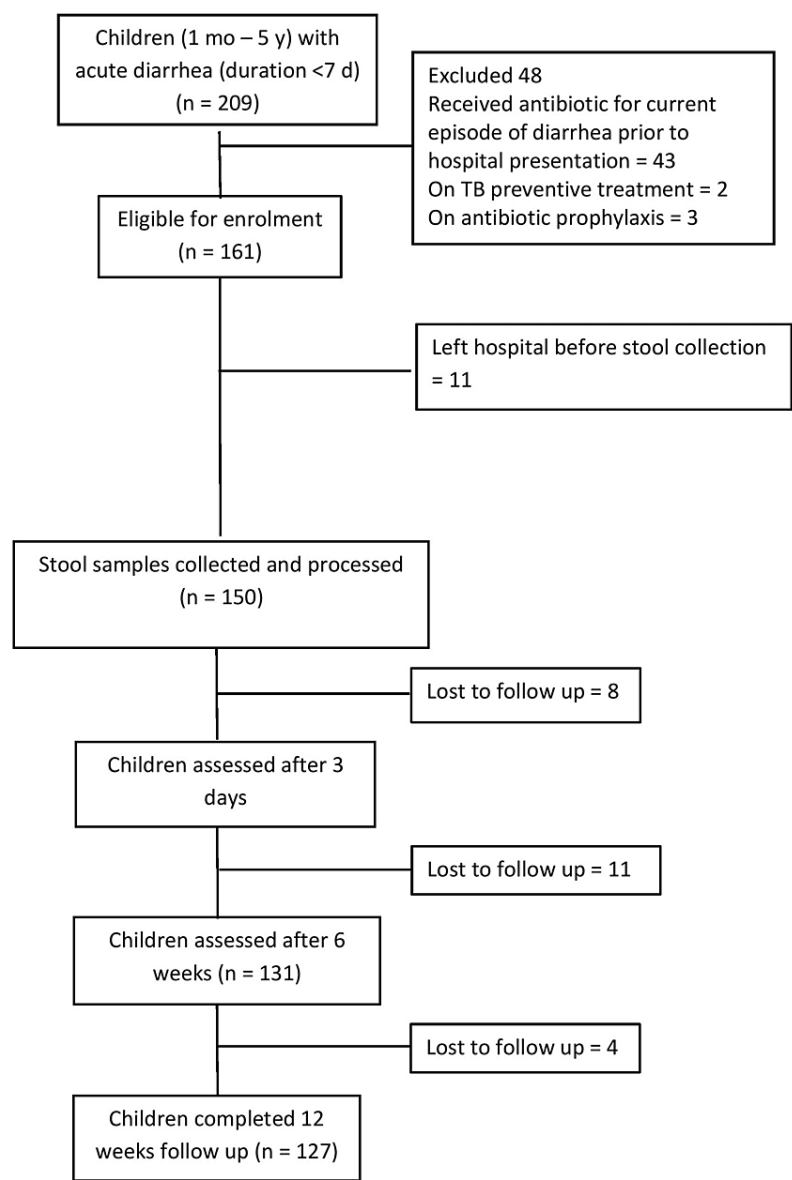 Children (1 mo – 5 y) with
acute diarrhea (duration <7 d)
(n = 209)
Excluded 48
Received antibiotic for current
episode of diarrhea prior to
hospital presentation = 43
On TB preventive treatment = 2
On antibiotic prophylaxis = 3
Eligible for enrolment
(n = 161)
Left hospital before stool collection
= 11
Stool samples collected and processed
(n = 150)
Lost to follow up = 8
Children assessed after 3
days
Lost to follow up = 11
Children assessed after 6
weeks (n = 131)
Lost to follow up = 4
Children completed 12
weeks follow up (n = 127)